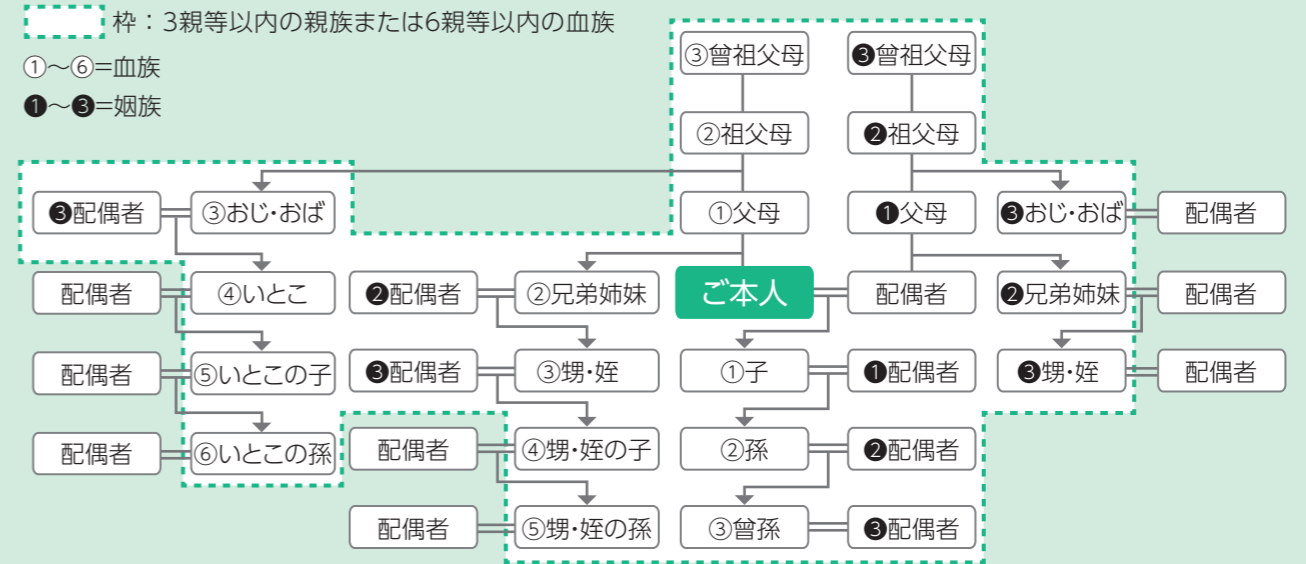 枠：3親等以内の親族または6親等以内の血族
①～⑥=血族
❶～❸=姻族
③曾祖父母
❸曾祖父母
②祖父母
❷祖父母
❸配偶者
③おじ・おば
①父母
❶父母
❸おじ・おば
配偶者
配偶者
④いとこ
❷配偶者
②兄弟姉妹
ご本人
配偶者
❷兄弟姉妹
配偶者
配偶者
⑤いとこの子
❸配偶者
③甥・姪
①子
❶配偶者
❸甥・姪
配偶者
配偶者
⑥いとこの孫
配偶者
④甥・姪の子
②孫
❷配偶者
配偶者
⑤甥・姪の孫
③曾孫
❸配偶者